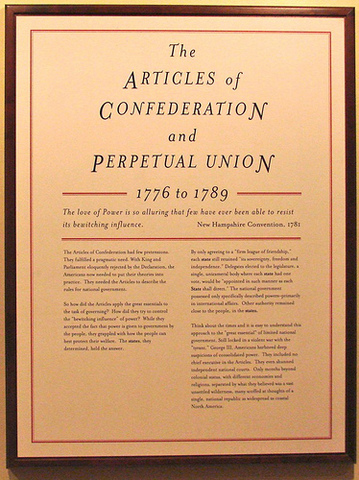 The
ARTICLES of
CONFEDERATION
and
PERPETUAL UNION
1776 to 1789
The love of Power is so alluring that few have ever been able to resist
its bewitching influence. New Hampshire Convention, 1781
The Articles of Confederation had few pretensions.
They fulfilled a pragmatic need. With King and
Parliament eloquently rejected by the Declaration, the
Americans now needed to put their theories into
practice. They needed the Articles to describe the
rules for national government.
So how did the Articles apply the great essentials to
the task of governing? How did they try to control
the "bewitching influence" of power? While they
accepted the fact that power is given to government by
the people, they grappled with how the people can
best protect their welfare. The states, they
determined, held the answer.
By only agreeing to a "firm league of friendship,"
each state still retained "its sovereignty, freedom and
independence." Delegates elected to the legislature, a
single, unicameral body where each state had one
vote, would be "appointed in such manner as each
State shall direct." The national government
possessed only specifically described powers–primarily
in international affairs. Other authority remained
close to the people, in the states.
Think about the times and it is easy to understand this
approach to the "great essential" of limited national
government. Still locked in a violent war with the
"tyrant," George III, Americans harbored deep
suspicions of consolidated power. They included no
chief executive in the Articles. They even shunned
independent national courts. Only months beyond
colonial status, with different economies and
religions, separated by what they believed was a vast
unsettled wilderness, many scoffed at thoughts of a
single, national republic as widespread as coastal
North America.